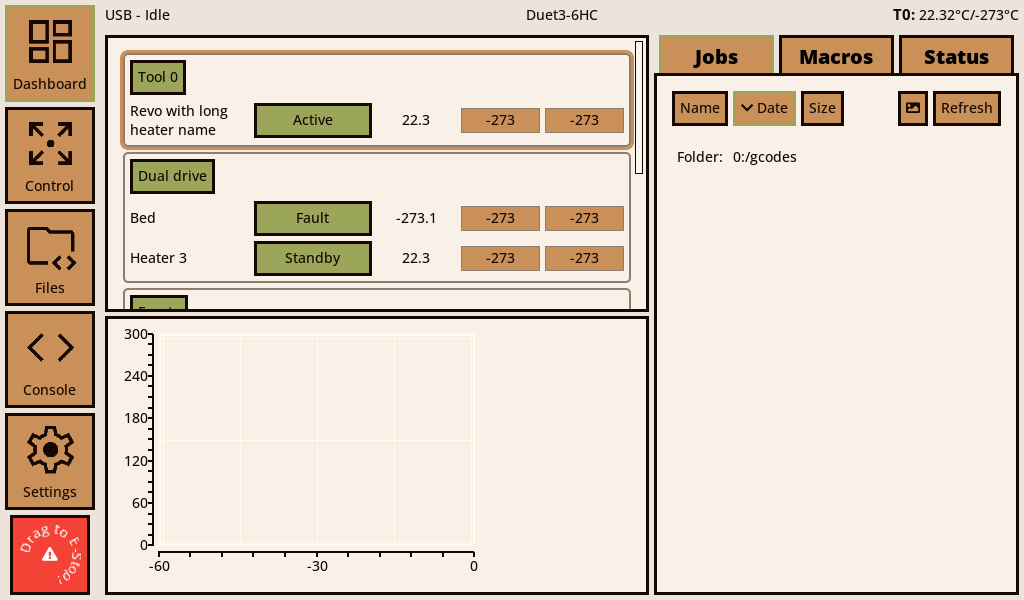 USB - Idle
Duet3-6HC
T0: 22.32°C/-273°C
Dashboard
Control
Files
Console
Settings
Drag to E-Stop!
Tool 0
Revo with long
heater name
Active
22.3
-273
-273
Dual drive
Bed
Fault
-273.1
-273
-273
Heater 3
Standby
22.3
-273
-273
300
240
180
120
60
0
-60
-30
0
Jobs
Macros
Status
Name
Date
Size
Refresh
Folder: 0:/gcodes